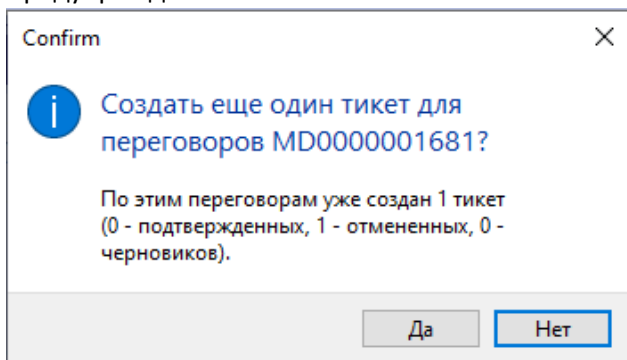 Confirm
Создать еще один тикет для
переговоров MD0000001681?
По этим переговорам уже создан 1 тикет
(0 - подтвержденных, 1 - отмененных, 0 -
черновиков).
Да
Нет